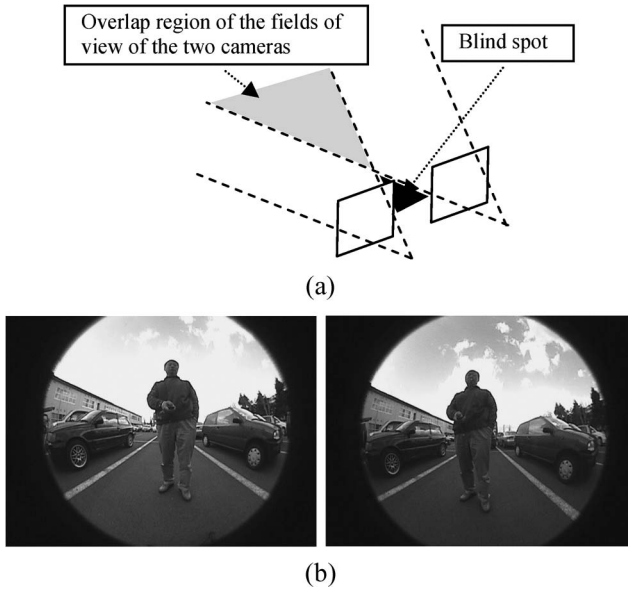 Overlap region of the fields of
view of the two cameras
Blind spot
(a)
(b)